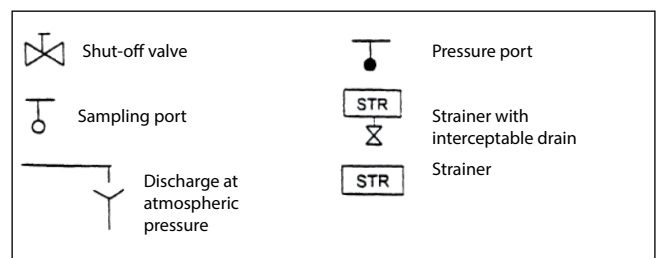 Shut-off valve
Pressure port
Sampling port
STR
Strainer with
interceptable drain
Discharge at
atmospheric
pressure
STR
Strainer